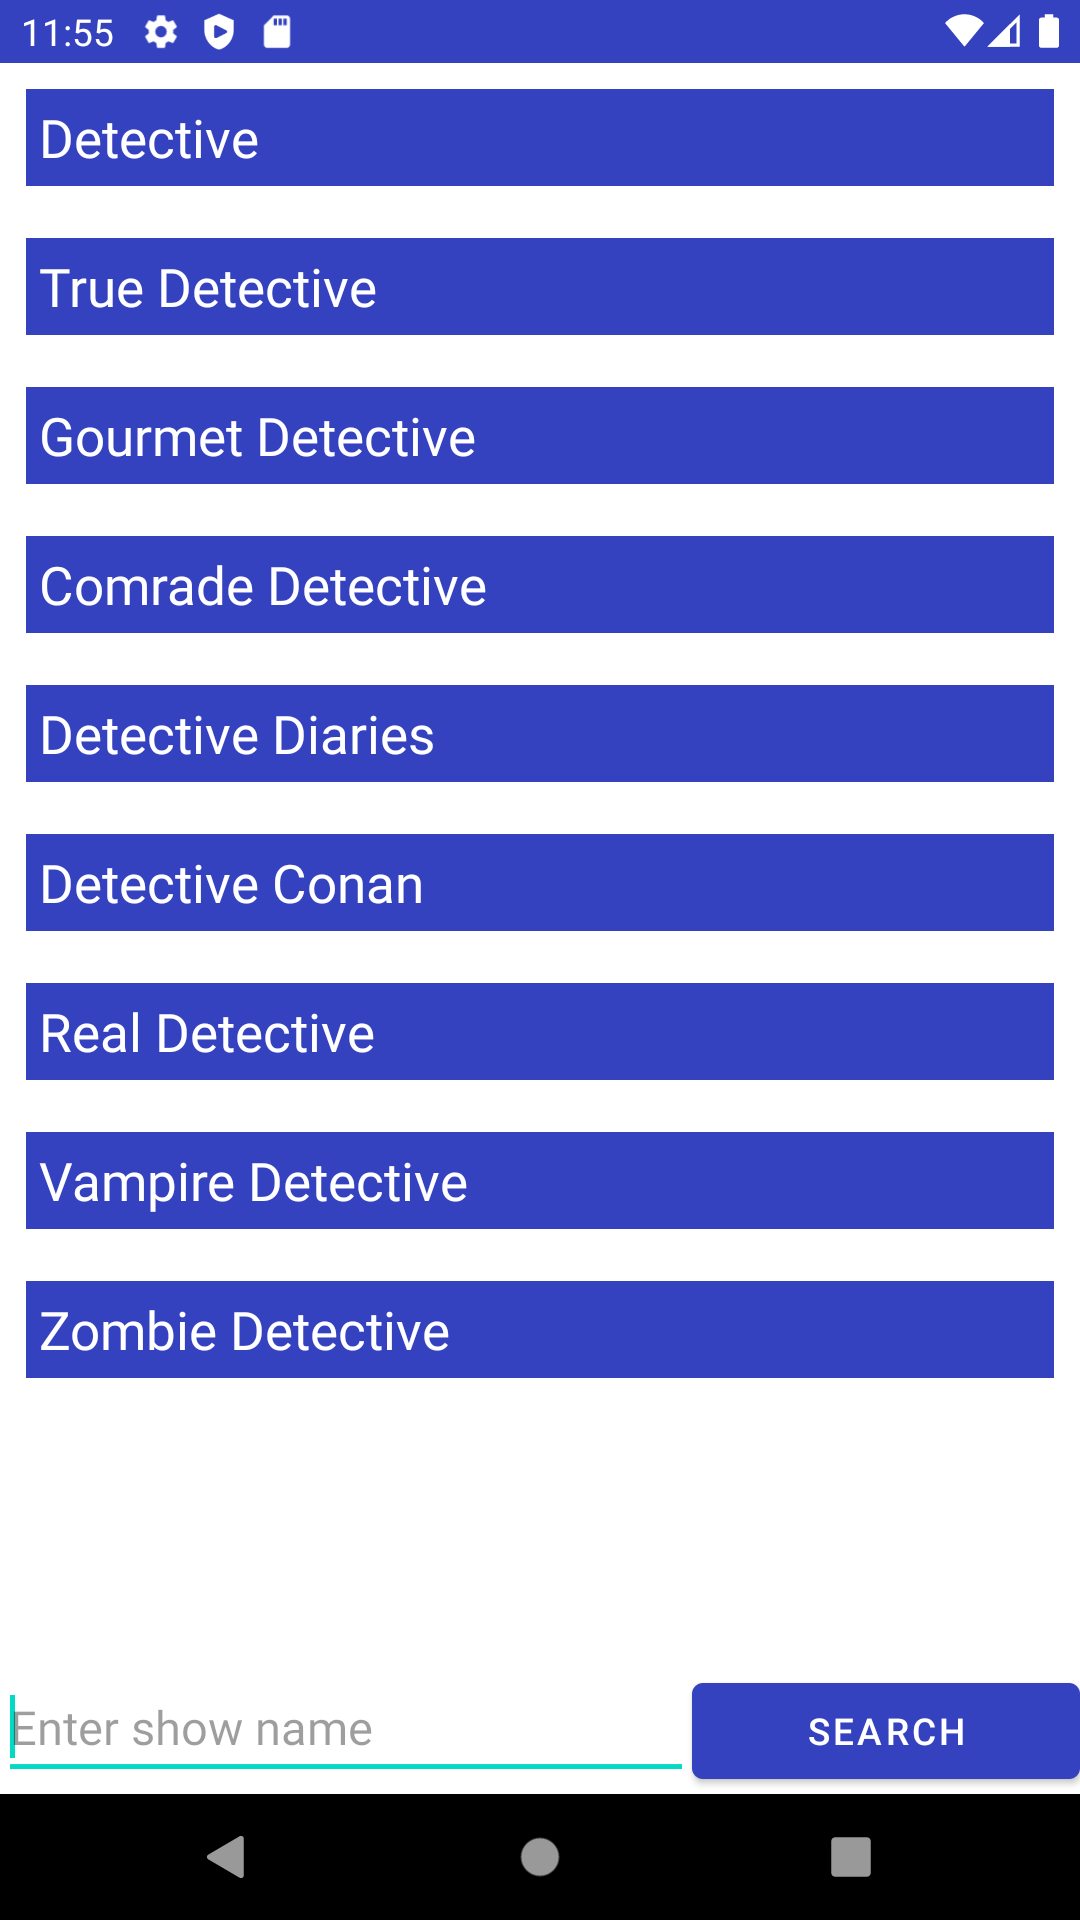 11:55
Detective
True Detective
Gourmet Detective
Comrade Detective
Detective Diaries
Detective Conan
Real Detective
Vampire Detective
Zombie Detective
Enter show name
SEARCH